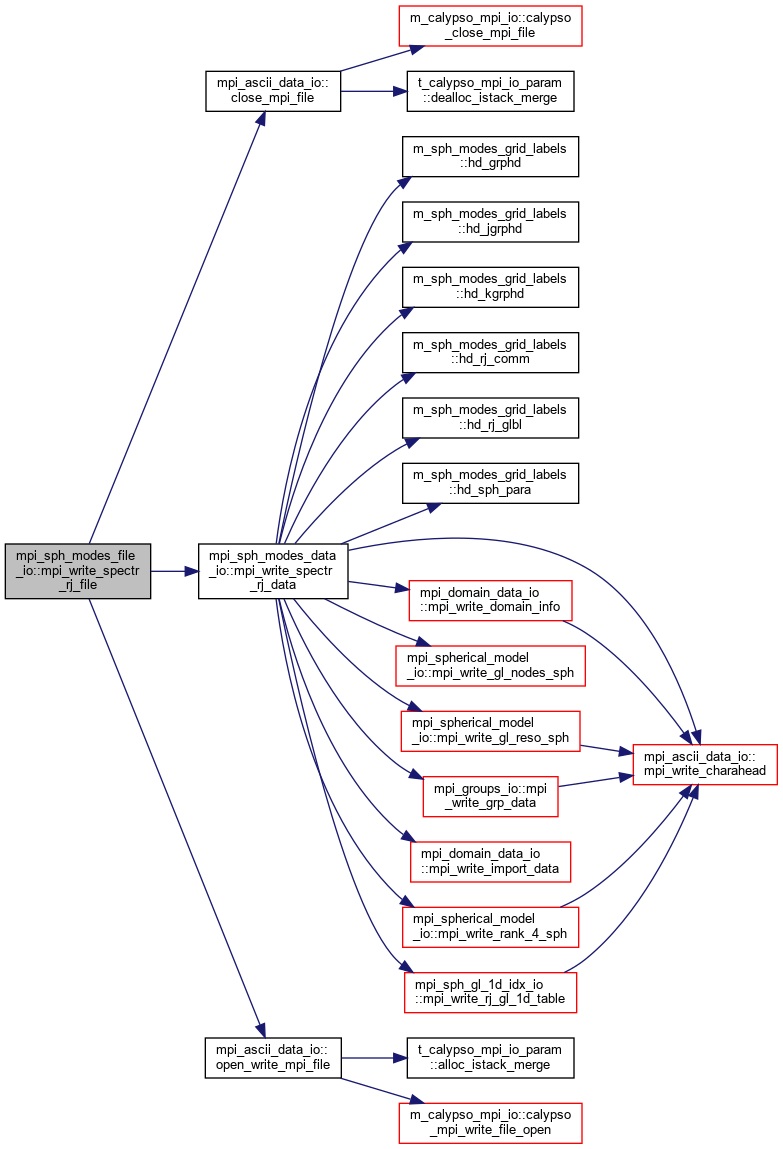 m_calypso_mpi_io::calypso
_close_mpi_file
mpi_ascii_data_io::
close_mpi_file
t_calypso_mpi_io_param
::dealloc_istack_merge
m_sph_modes_grid_labels
::hd_grphd
m_sph_modes_grid_labels
::hd_jgrphd
m_sph_modes_grid_labels
::hd_kgrphd
m_sph_modes_grid_labels
::hd_rj_comm
m_sph_modes_grid_labels
::hd_rj_glbl
m_sph_modes_grid_labels
::hd_sph_para
mpi_sph_modes_file
_io::mpi_write_spectr
_rj_file
mpi_sph_modes_data
_io::mpi_write_spectr
_rj_data
mpi_domain_data_io
::mpi_write_domain_info
mpi_spherical_model
_io::mpi_write_gl_nodes_sph
mpi_spherical_model
_io::mpi_write_gl_reso_sph
mpi_ascii_data_io::
mpi_write_charahead
mpi_groups_io::mpi
_write_grp_data
mpi_domain_data_io
::mpi_write_import_data
mpi_spherical_model
_io::mpi_write_rank_4_sph
mpi_sph_gl_1d_idx_io
::mpi_write_rj_gl_1d_table
mpi_ascii_data_io::
open_write_mpi_file
t_calypso_mpi_io_param
::alloc_istack_merge
m_calypso_mpi_io::calypso
_mpi_write_file_open